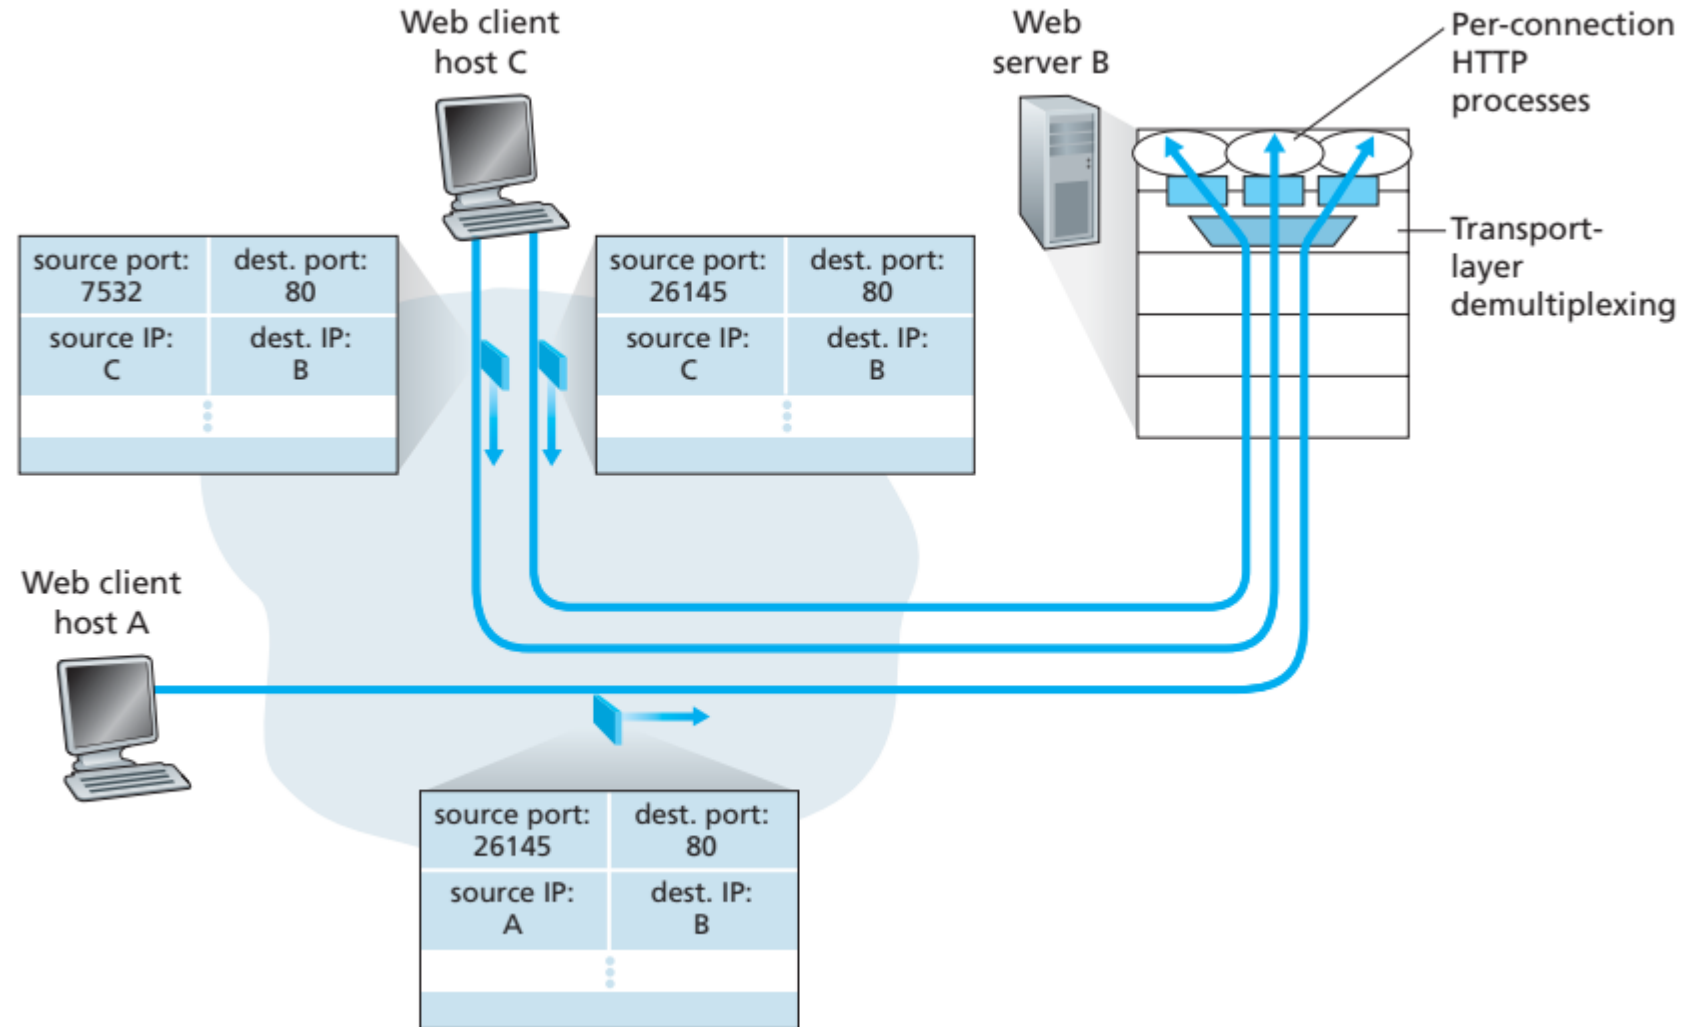 Web client
host C
Web
server B
Per-connection
HTTP
processes
Transport-
layer
demultiplexing
source port:
7532
dest. port:
80
source IP:
C
dest. IP:
B
source port:
26145
dest. port:
80
source IP:
C
dest. IP:
B
Web client
host A
source port:
26145
dest. port:
80
source IP:
A
dest. IP:
B